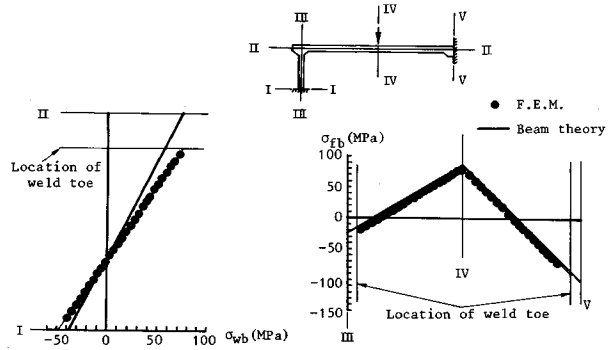 III
IV
V
II
II
I
I
III
IV
V
F.E.M.
Beam theory
II
Location of
weld toe
I
-50
0
50
100
σwb(MPa)
σfb(MPa)
100
50
0
-50
-100
-150
III
IV
V
Location of weld toe